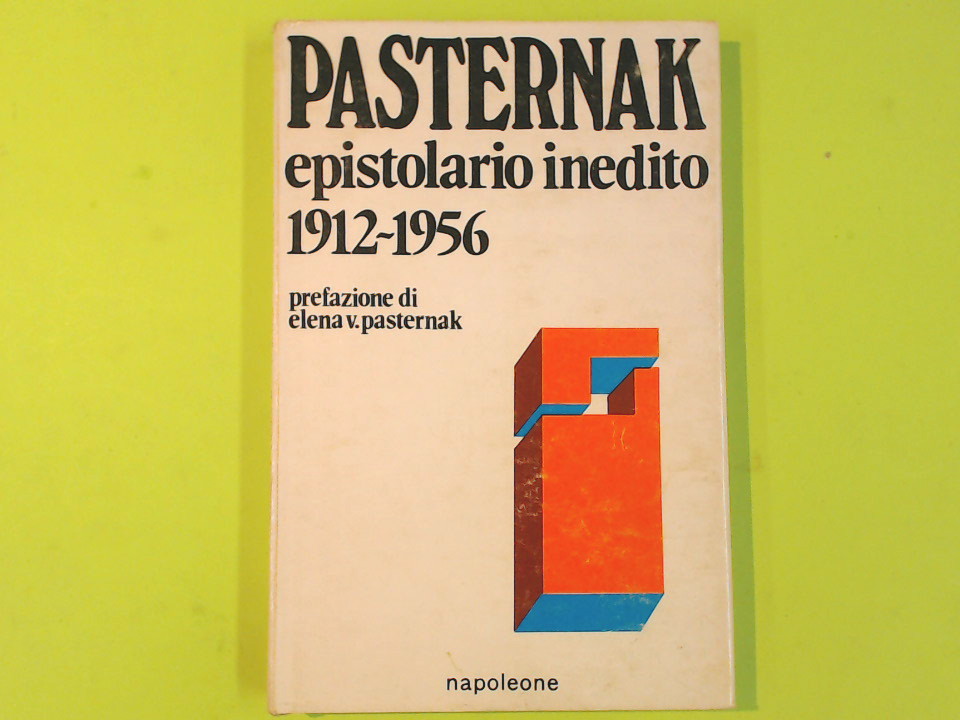 PASTERNAK
epistolario inedito
1912-1956
prefazione di
elena v. pasternak
napoleone